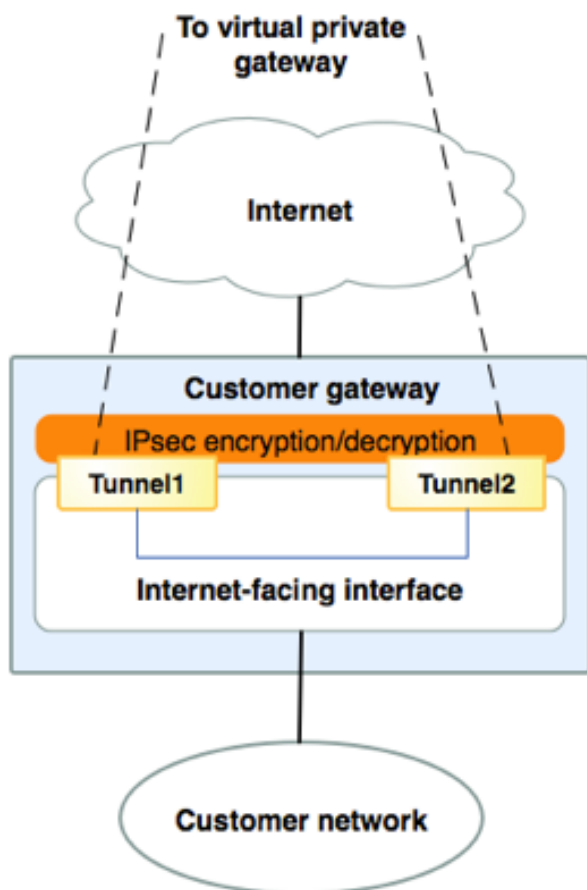 To virtual private
gateway
Internet
Customer gateway
IPsec encryption/decryption
Tunnel1
Tunnel2
Internet-facing interface
Customer network